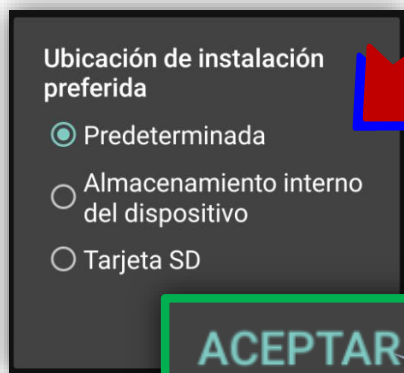 Ubicación de instalación
preferida
Predeterminada
Almacenamiento interno
del dispositivo
Tarjeta SD
ACEPTAR